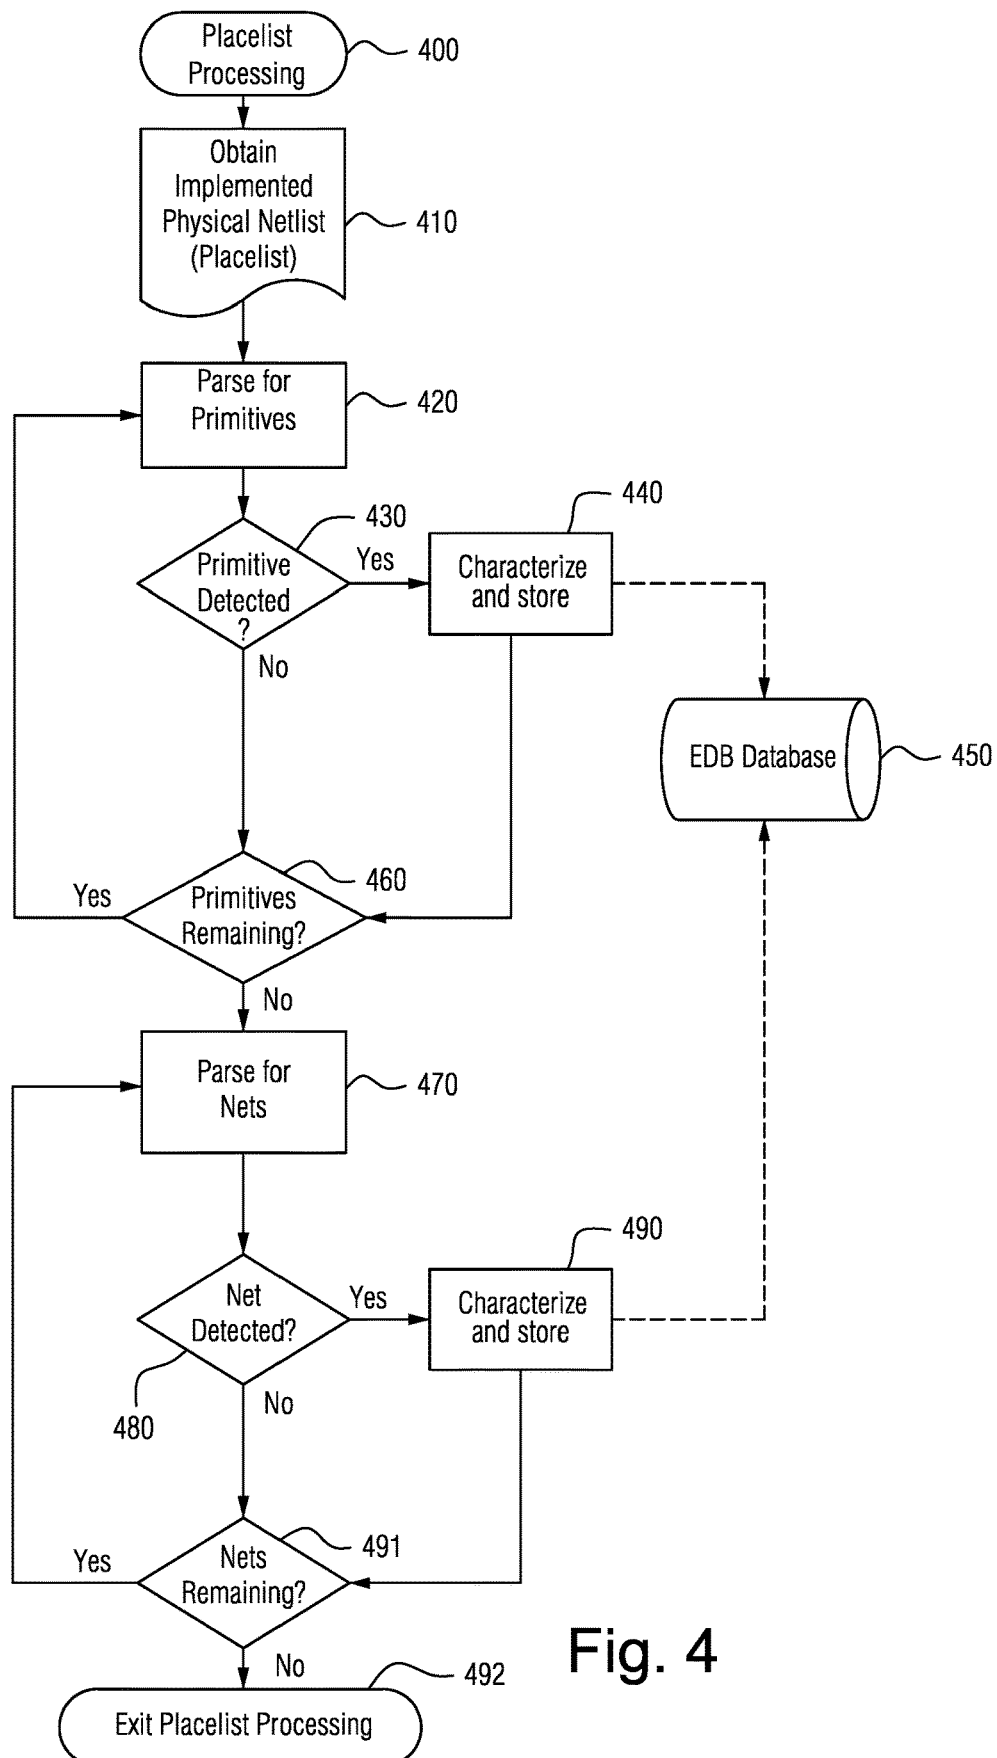 Placelist
Processing
400
Obtain
Implemented
Physical Netlist
(Placelist)
410
Parse for
Primitives
420
430
Primitive
Detected
?
Yes
No
440
Characterize
and store
EDB Database
450
460
Primitives
Remaining?
Yes
No
Parse for
Nets
470
Net
Detected?
Yes
480
No
490
Characterize
and store
491
Nets
Remaining?
Yes
No
492
Exit Placelist Processing
Fig. 4